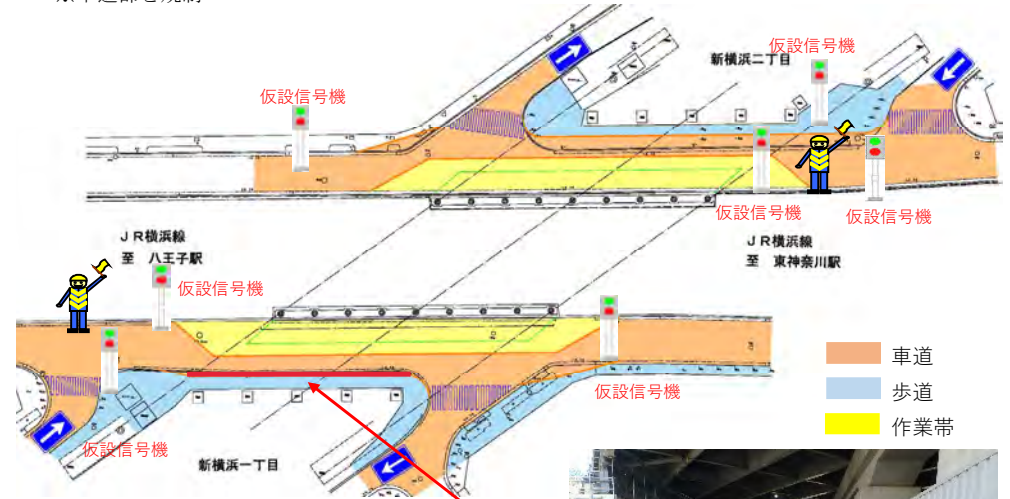 仮設信号機
新横浜二丁目
仮設信号機
仮設信号機
仮設信号機
JR横浜線
至 八王子駅
JR横浜線
至 東神奈川駅
仮設信号機
仮設信号機
仮設信号機
新横浜一丁目
車道
歩道
作業帯